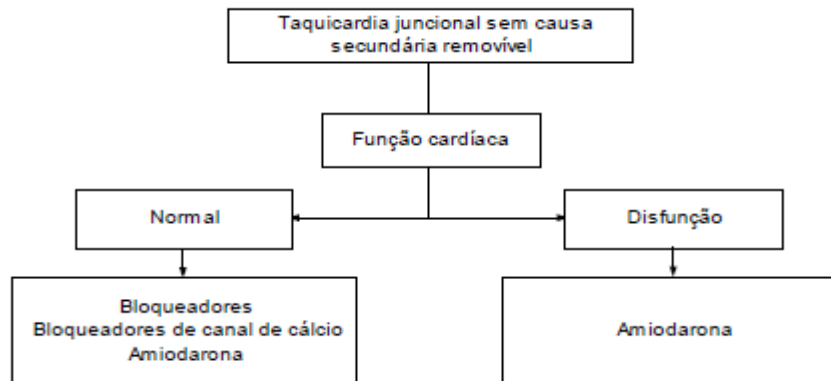 Taquicardia juncional sem causa
secundária removível
Função cardíaca
Normal
Disfunção
Bloqueadores
Bloqueadores de canal de cálcio
Amiodarona
Amiodarona